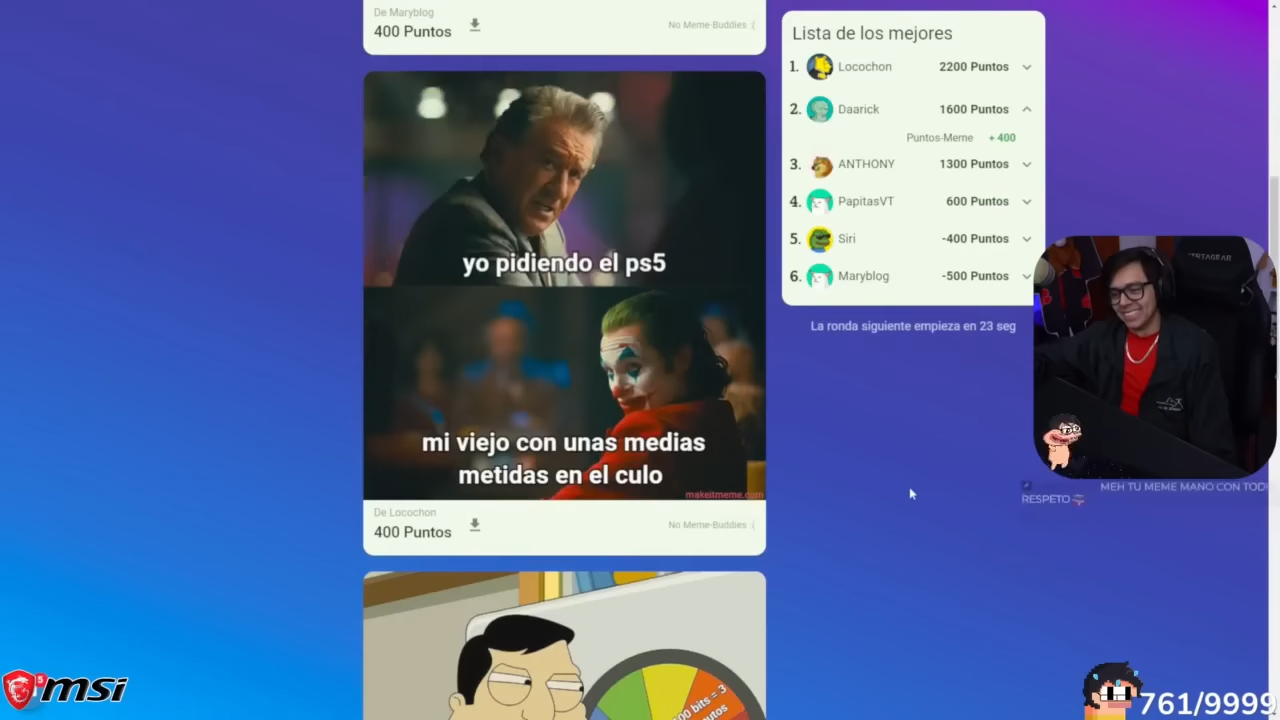 De Maryblog
400 Puntos
No Meme-Buddies :(
yo pidiendo el ps5
mi viejo con unas medias
metidas en el culo
makeitmeme.com
De Locochon
400 Puntos
No Meme-Buddies :(
00 bits = 3
Lista de los mejores
1. Locochon 2200 Puntos
2. Daarick 1600 Puntos
Puntos-Meme +400
3. ANTHONY 1300 Puntos
4. PapitasVT 600 Puntos
5. Siri -400 Puntos
6. Maryblog -500 Puntos
La ronda siguiente empieza en 23 seg
MEH TU MEME MANO CON TOD
RESPETO
msi
761/9999